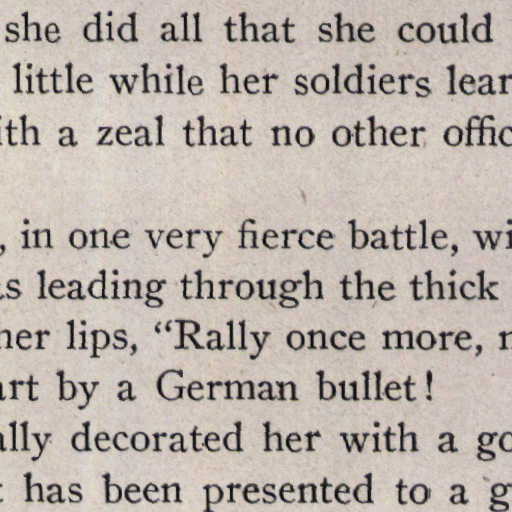 she did all that she could
little while her soldiers lear
ith a zeal that no other offic
, in one very fierce battle, wi
s leading through the thick
her lips, “Rally once more, n
art by a German bullet!
ally decorated her with a go
t has been presented to a g